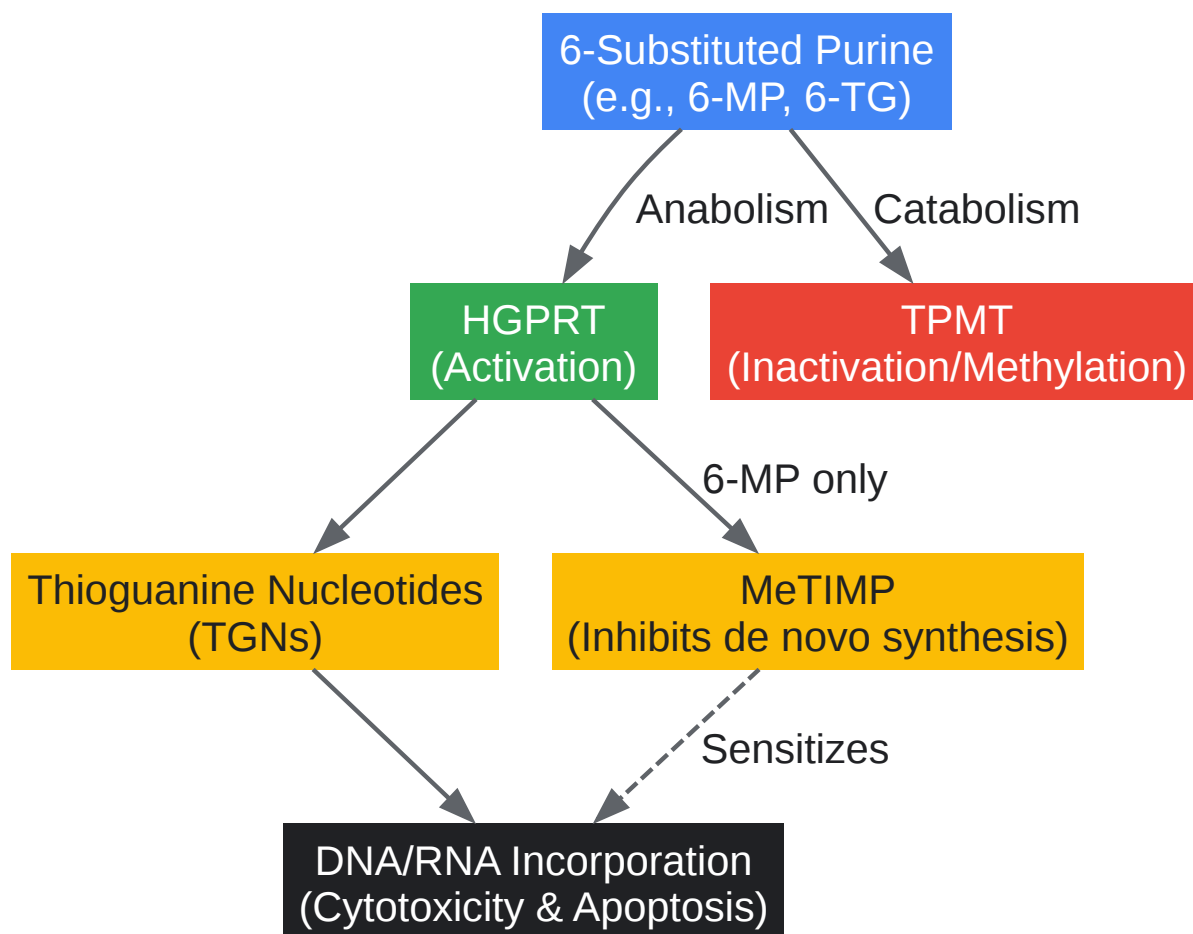 6-Substituted Purine
(e.g., 6-MP, 6-TG)
Anabolism
Catabolism
HGPRT
(Activation)
TPMT
(Inactivation/Methylation)
6-MP only
Thioguanine Nucleotides
(TGNs)
MeTIMP
(Inhibits de novo synthesis)
Sensitizes
DNA/RNA Incorporation
(Cytotoxicity & Apoptosis)